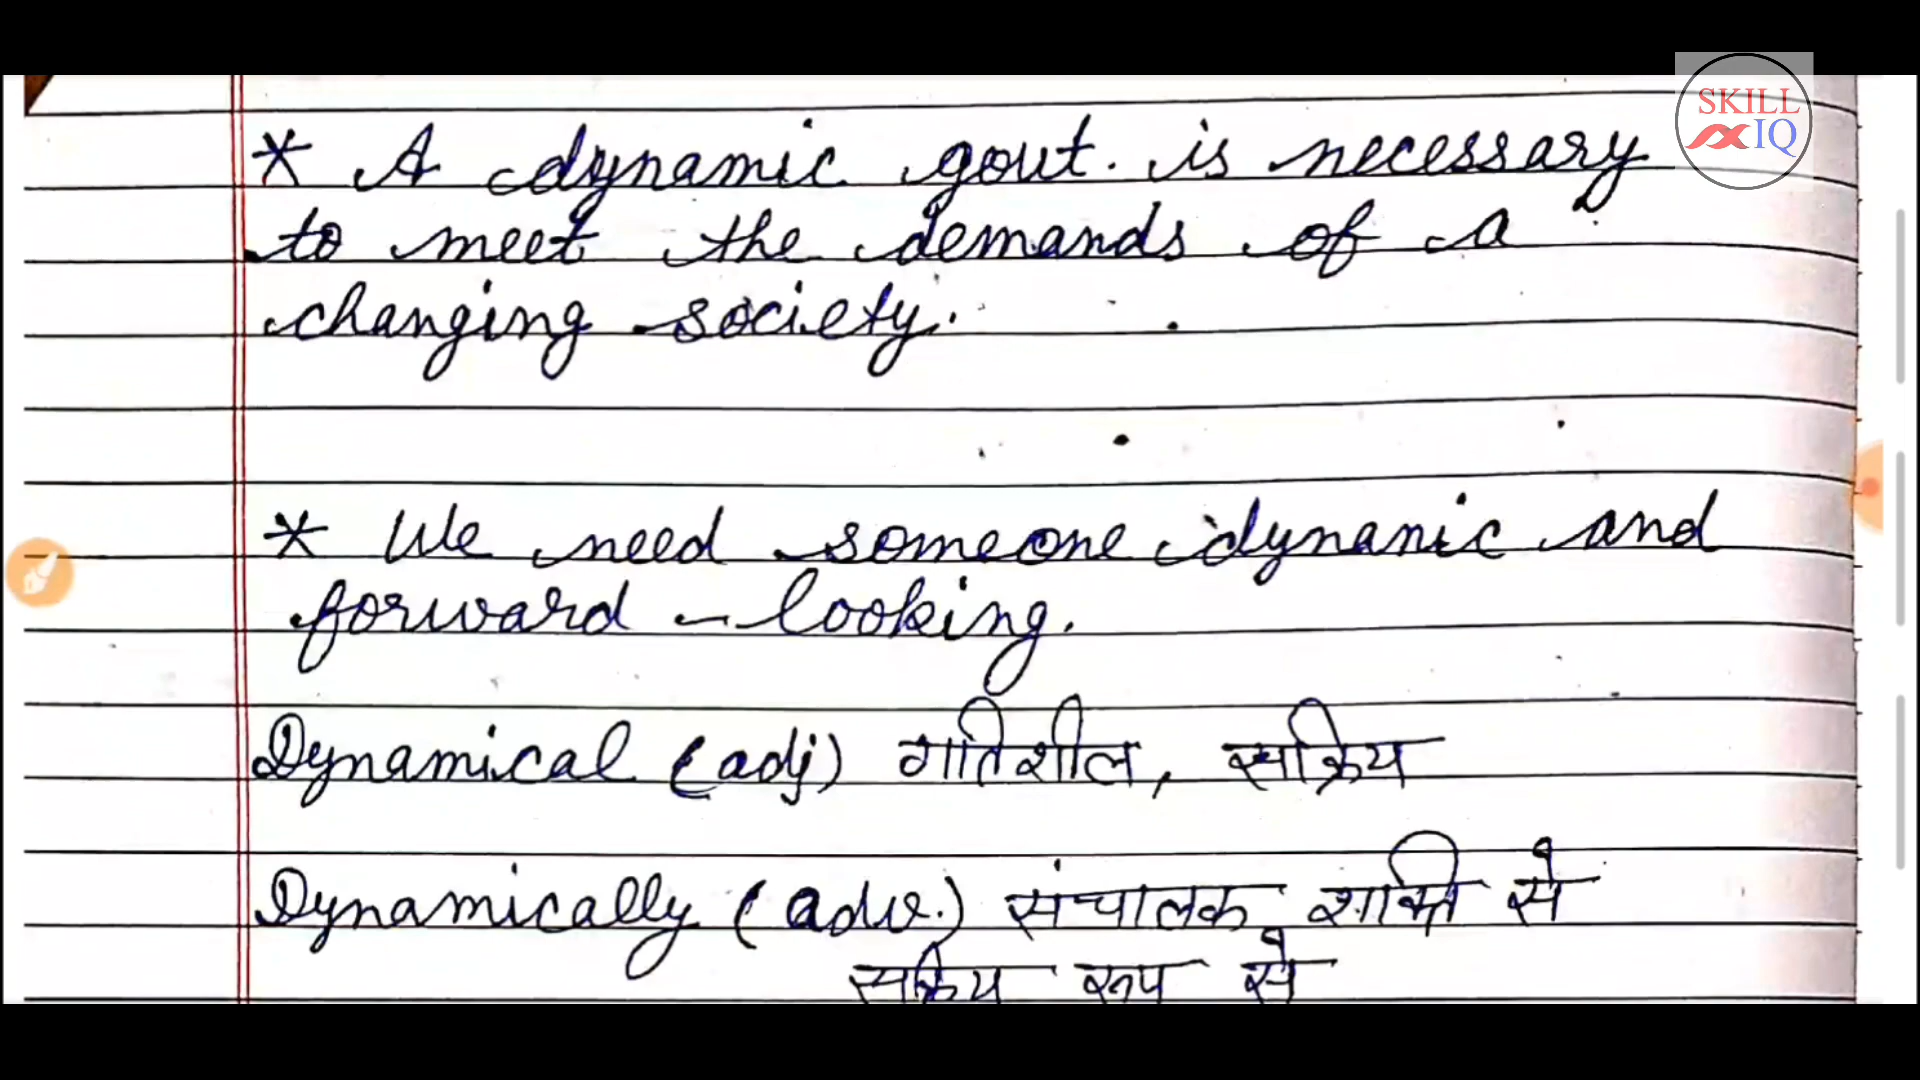 SKILL
IQ
* A dynamic govt. is necessary
to meet the demands of a
changing society.
* We need someone dynanic and
forward - looking.
Dynamical (adj) गतिशील, सक्रिय
Dynamically (adv.) संचालक शक्ति से
सक्रिय रूप से